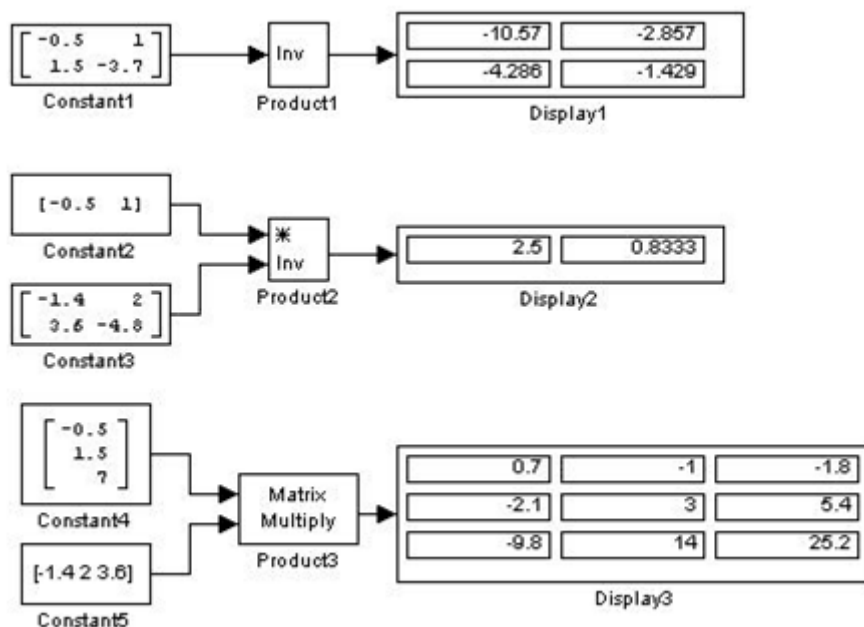 -0.5 1
1.5 -3.7
Constant1
Inv
Product1
-10.57 -2.857
-4.286 -1.429
Display1
[-0.5 1]
Constant2
-1.4 2
3.6 -4.8
Constant3
*
Inv
Product2
2.5 0.8333
Display2
-0.5
1.5
7
Constant4
[-1.4 2 3.6]
Constant5
Matrix
Multiply
Product3
0.7 -1 -1.8
-2.1 3 5.4
-9.8 14 25.2
Display3